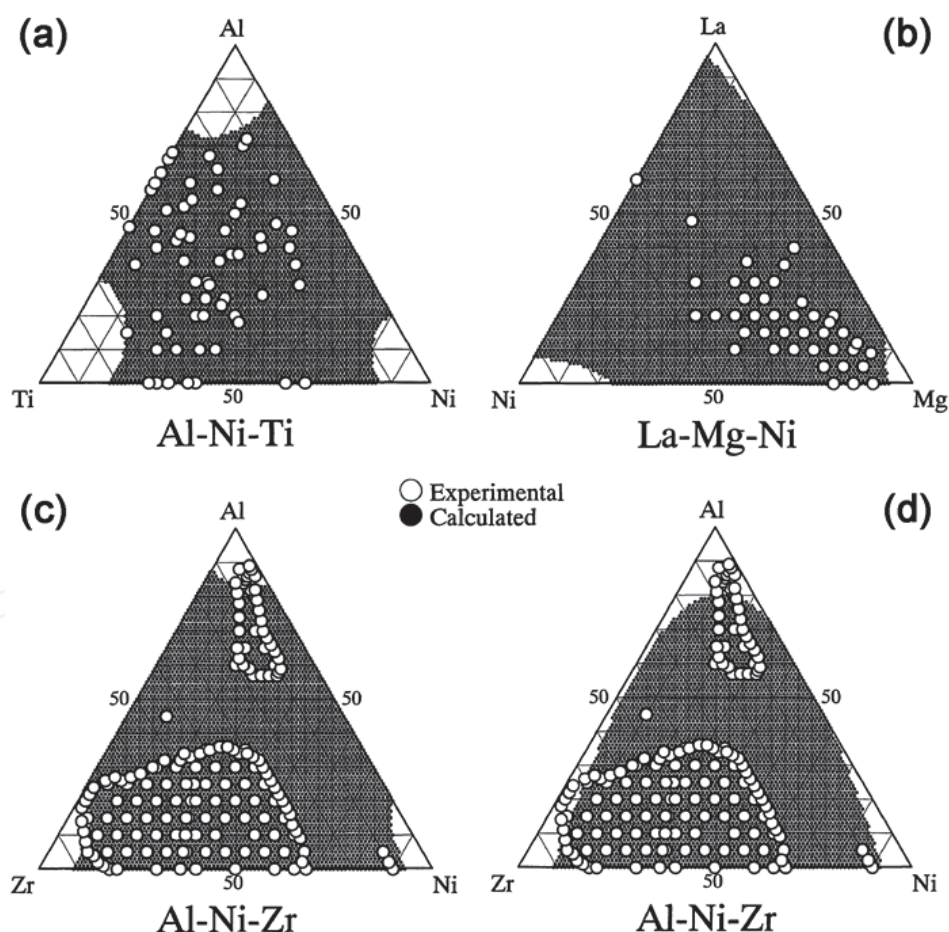 (a)
Al
50
50
Ti
50
Ni
Al-Ni-Ti
La
(b)
50
50
Ni
50
Mg
La-Mg-Ni
Experimental
Calculated
(c)
Al
50
50
Zr
50
Ni
Al-Ni-Zr
Al
(d)
50
50
Zr
50
Ni
Al-Ni-Zr